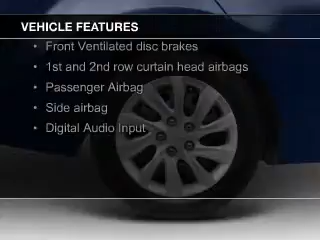 VEHICLE FEATURES
• Front Ventilated disc brakes
• 1st and 2nd row curtain head airbags
• Passenger Airbag
• Side airbag
• Digital Audio Input